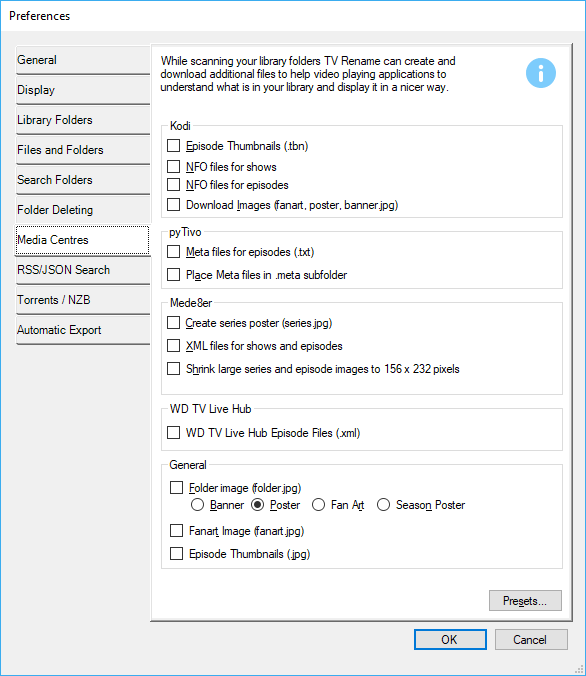 Preferences
General
Display
Library Folders
Files and Folders
Search Folders
Folder Deleting
Media Centres
RSS/JSON Search
Torrents / NZB
Automatic Export
While scanning your library folders TV Rename can create and
download additional files to help video playing applications to
understand what is in your library and display it in a nicer way.
Kodi
Episode Thumbnails (.tbn)
NFO files for shows
NFO files for episodes
Download Images (fanart, poster, banner.jpg)
pyTivo
Meta files for episodes (.txt)
Place Meta files in .meta subfolder
Mede8er
Create series poster (series.jpg)
XML files for shows and episodes
Shrink large series and episode images to 156 x 232 pixels
WD TV Live Hub
WD TV Live Hub Episode Files (.xml)
General
Folder image (folder.jpg)
Banner Poster Fan Art Season Poster
Fanart Image (fanart.jpg)
Episode Thumbnails (.jpg)
Presets...
OK Cancel